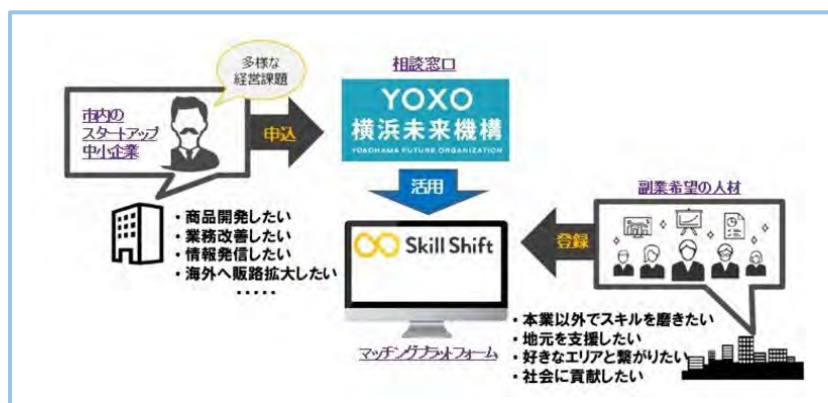 多様な
経営課題
市内の
スタートアップ
中小企業
申込
相談窓口
YOXO
横浜未来機構
YOKOHAMA FUTURE ORGANIZATION
活用
・商品開発したい
・業務改善したい
・情報発信したい
・海外へ販路拡大したい
・・・・・
Skill Shift
マッチングプラットフォーム
登録
副業希望の人材
・本業以外でスキルを磨きたい
・地元を支援したい
・好きなエリアと繋がりたい
・社会に貢献したい